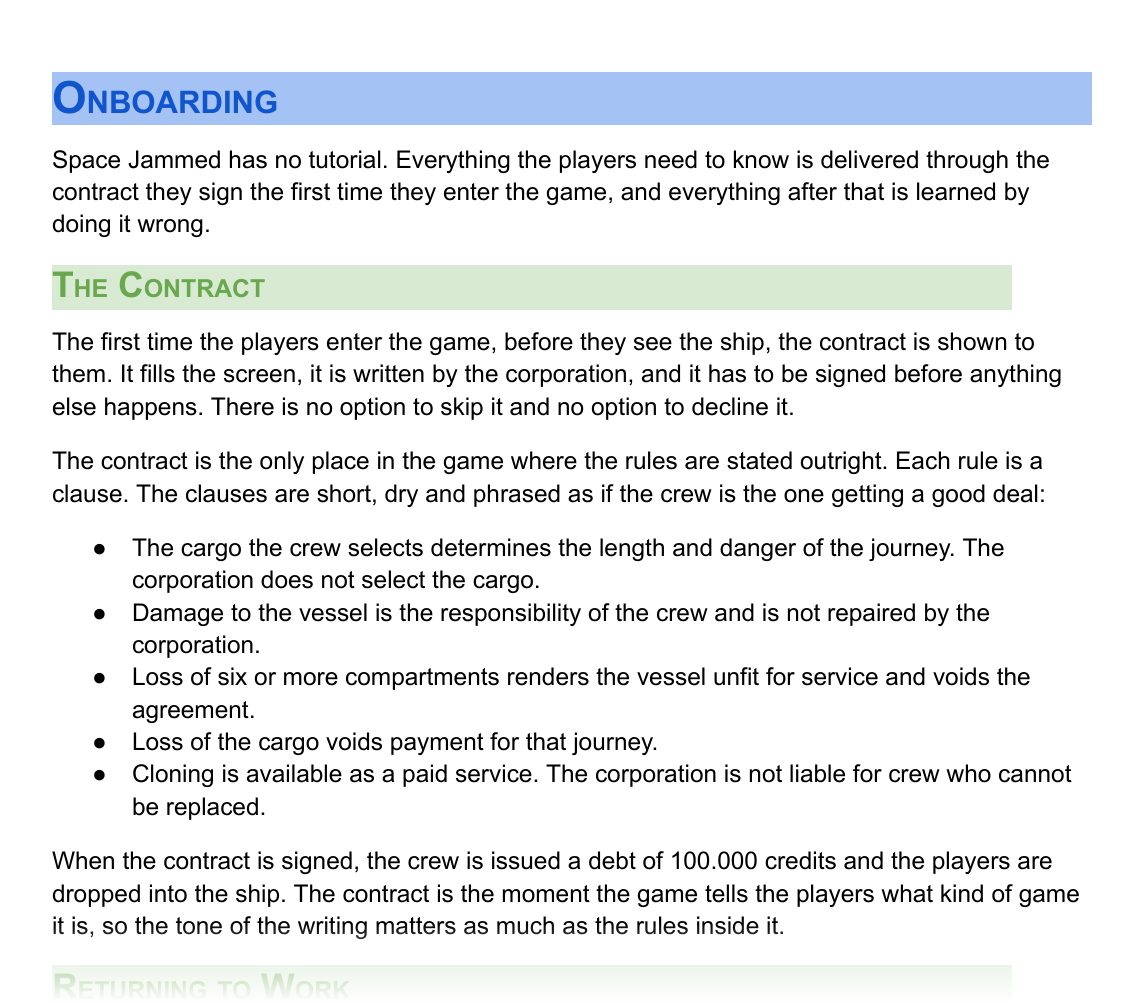 Onboarding
Space Jammed has no tutorial. Everything the players need to know is delivered through the
contract they sign the first time they enter the game, and everything after that is learned by
doing it wrong.
The Contract
The first time the players enter the game, before they see the ship, the contract is shown to
them. It fills the screen, it is written by the corporation, and it has to be signed before anything
else happens. There is no option to skip it and no option to decline it.
The contract is the only place in the game where the rules are stated outright. Each rule is a
clause. The clauses are short, dry and phrased as if the crew is the one getting a good deal:
● The cargo the crew selects determines the length and danger of the journey. The
corporation does not select the cargo.
● Damage to the vessel is the responsibility of the crew and is not repaired by the
corporation.
● Loss of six or more compartments renders the vessel unfit for service and voids the
agreement.
● Loss of the cargo voids payment for that journey.
● Cloning is available as a paid service. The corporation is not liable for crew who cannot
be replaced.
When the contract is signed, the crew is issued a debt of 100.000 credits and the players are
dropped into the ship. The contract is the moment the game tells the players what kind of game
it is, so the tone of the writing matters as much as the rules inside it.
Returning to Work